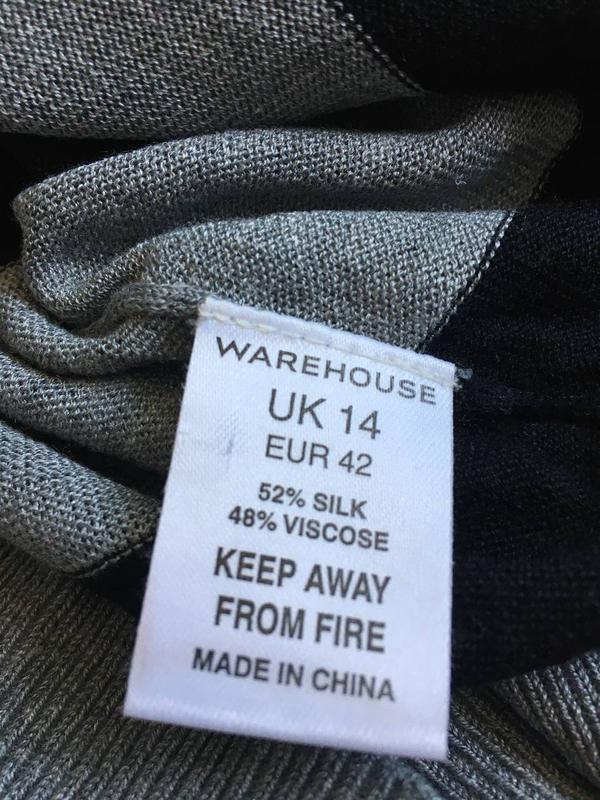 WAREHOUSE
UK 14
EUR 42
52% SILK
48% VISCOSE
KEEP AWAY
FROM FIRE
MADE IN CHINA